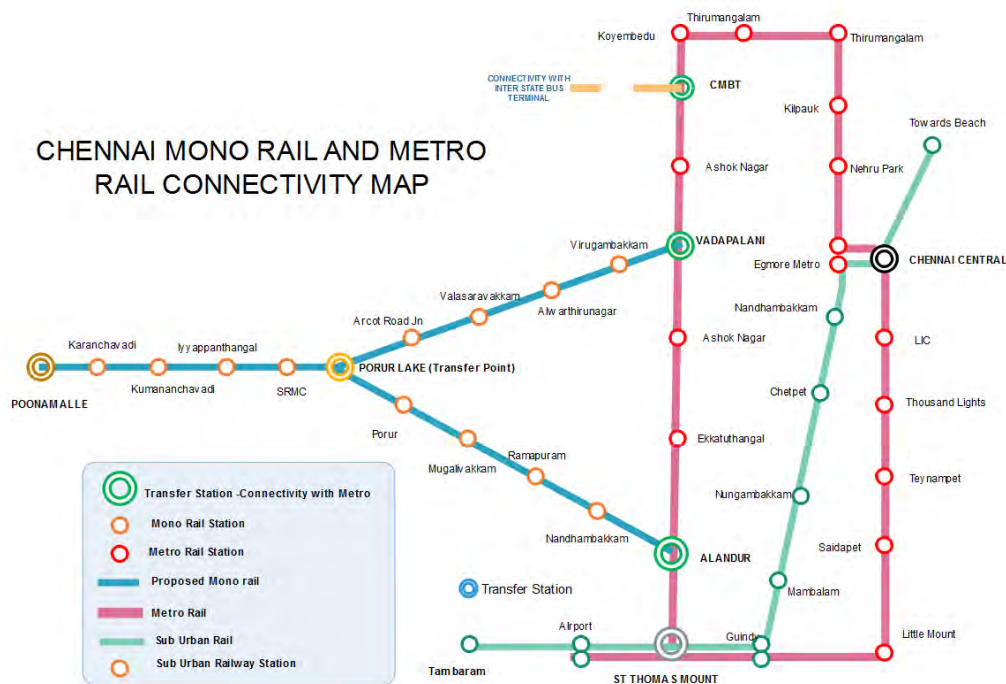 Thirumangalam
Koyembedu
Thirumangalam
CONNECTIVITY WITH
INTER STATE BUS
TERMINAL
CMBT
Kilpauk
Towards Beach
CHENNAI MONO RAIL AND METRO
RAIL CONNECTIVITY MAP
Ashok Nagar
Nehru Park
Virugambakkam
VADAPALANI
Egmore Metro
CHENNAI CENTRAL
Valasaravakkam
Alwarthirunagar
Nandhambakkam
Arcot Road Jn
Karanchavadi
Iyyappanthangal
Ashok Nagar
LIC
PORUR LAKE (Transfer Point)
Kumananchavadi
SRMC
POONAMALLE
Chetpet
Thousand Lights
Porur
Ekkatuthangal
Mugalivakkam
Ramapuram
Teynampet
Transfer Station -Connectivity with Metro
Nungambakkam
Mono Rail Station
Nandhambakkam
Saidapet
Metro Rail Station
ALANDUR
Proposed Mono rail
Transfer Station
Mambalam
Metro Rail
Sub Urban Rail
Airport
Guindy
Little Mount
Sub Urban Railway Station
Tambaram
ST THOMAS MOUNT